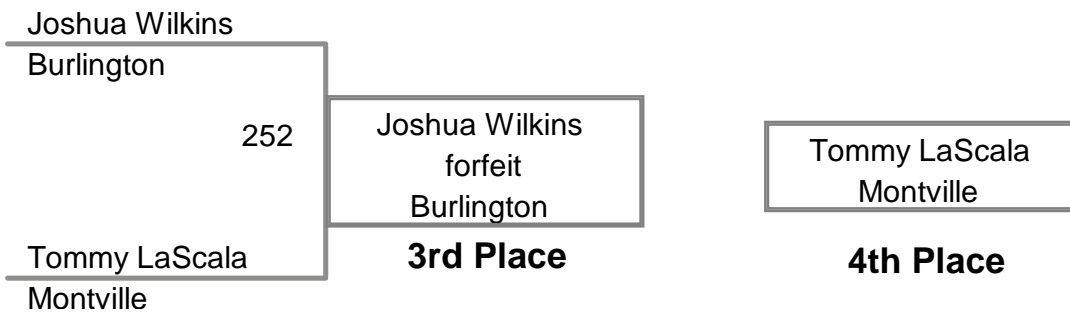 Joshua Wilkins
Burlington
252
Joshua Wilkins
forfeit
Burlington
3rd Place
Tommy LaScala
Montville
4th Place
Tommy LaScala
Montville